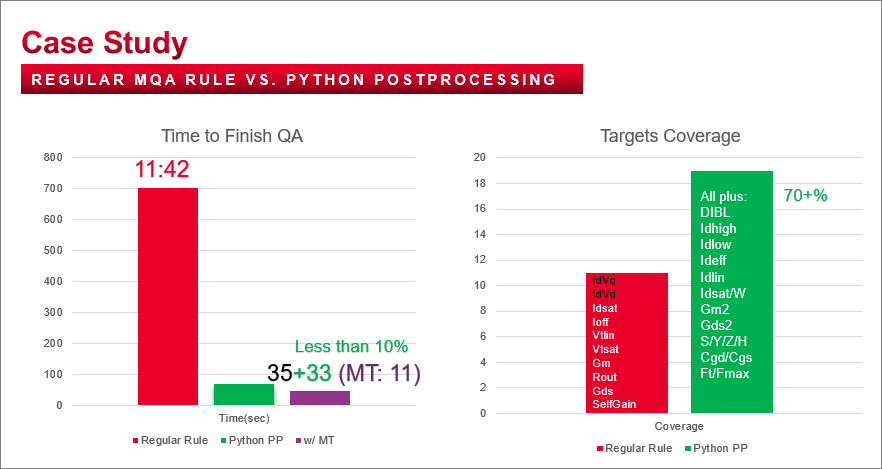 Case Study
REGULAR MQA RULE VS. PYTHON POSTPROCESSING
Time to Finish QA
800
700
600
500
400
300
200
100
0
11:42
Less than 10%
35+33 (MT: 11)
Time(sec)
Regular Rule Python PP w/ MT
Targets Coverage
20
18
16
14
12
10
8
6
4
2
0
IdVg
IdVd
Idsat
Ioff
Vtlin
Vtsat
Gm
Rout
Gds
SelfGain
All plus:
DIBL
Idhigh
Idlow
Ideff
Idlin
Idsat/W
Gm2
Gds2
S/Y/Z/H
Cgd/Cgs
Ft/Fmax
70+%
Coverage
Regular Rule Python PP